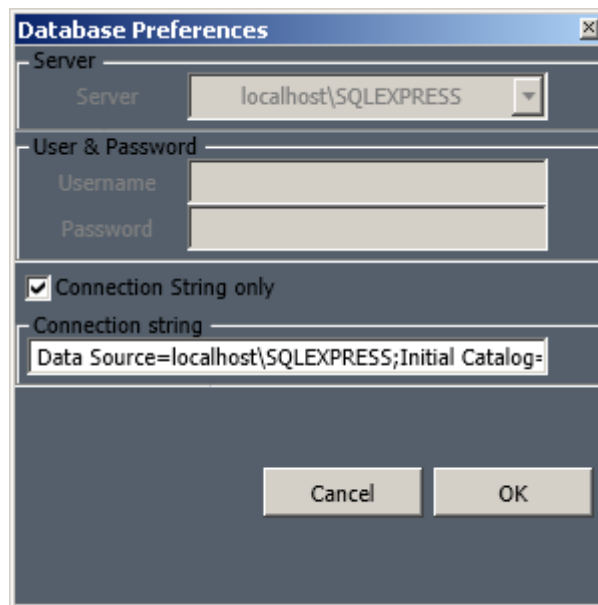 Database Preferences
Server
Server localhost\SQLEXPRESS
User & Password
Username
Password
Connection String only
Connection string
Data Source=localhost\SQLEXPRESS;Initial Catalog=
Cancel OK